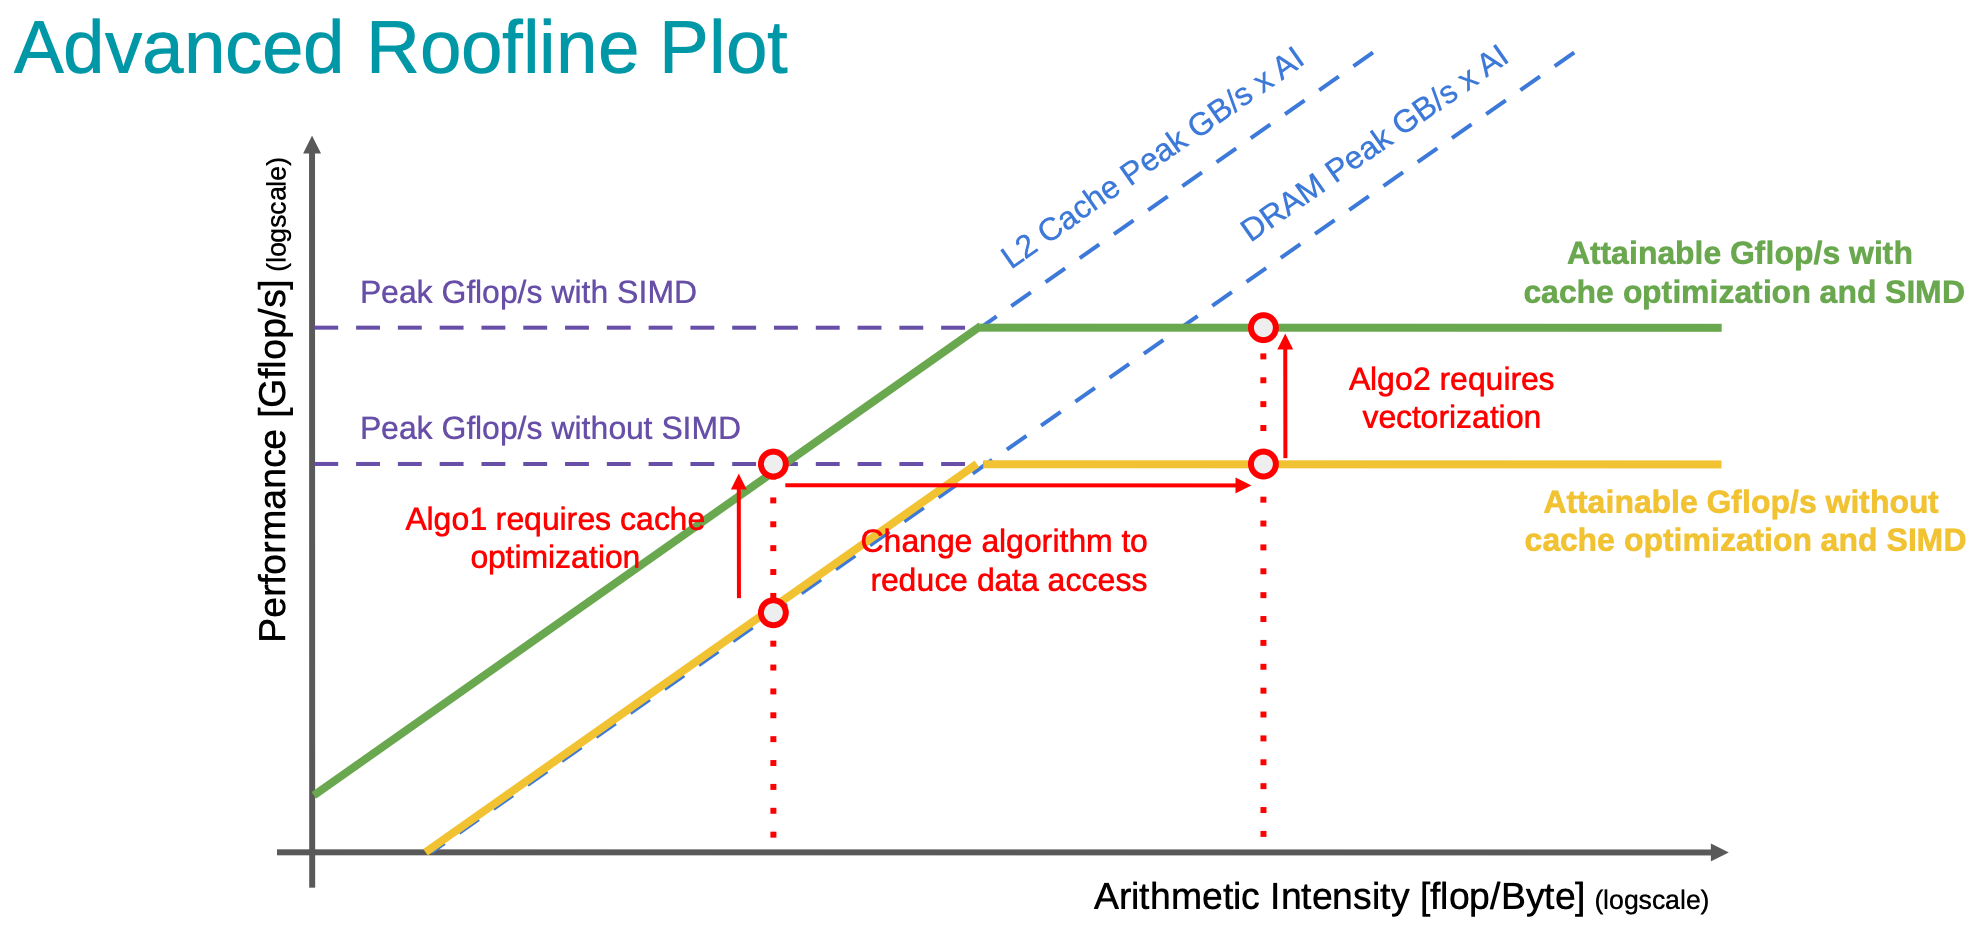 Advanced Roofline Plot
L2 Cache Peak GB/s x AI
DRAM Peak GB/s x AI
Performance [Gflop/s] (logscale)
Peak Gflop/s with SIMD
Attainable Gflop/s with
cache optimization and SIMD
Algo2 requires
vectorization
Peak Gflop/s without SIMD
Algo1 requires cache
optimization
Change algorithm to
reduce data access
Attainable Gflop/s without
cache optimization and SIMD
Arithmetic Intensity [flop/Byte] (logscale)